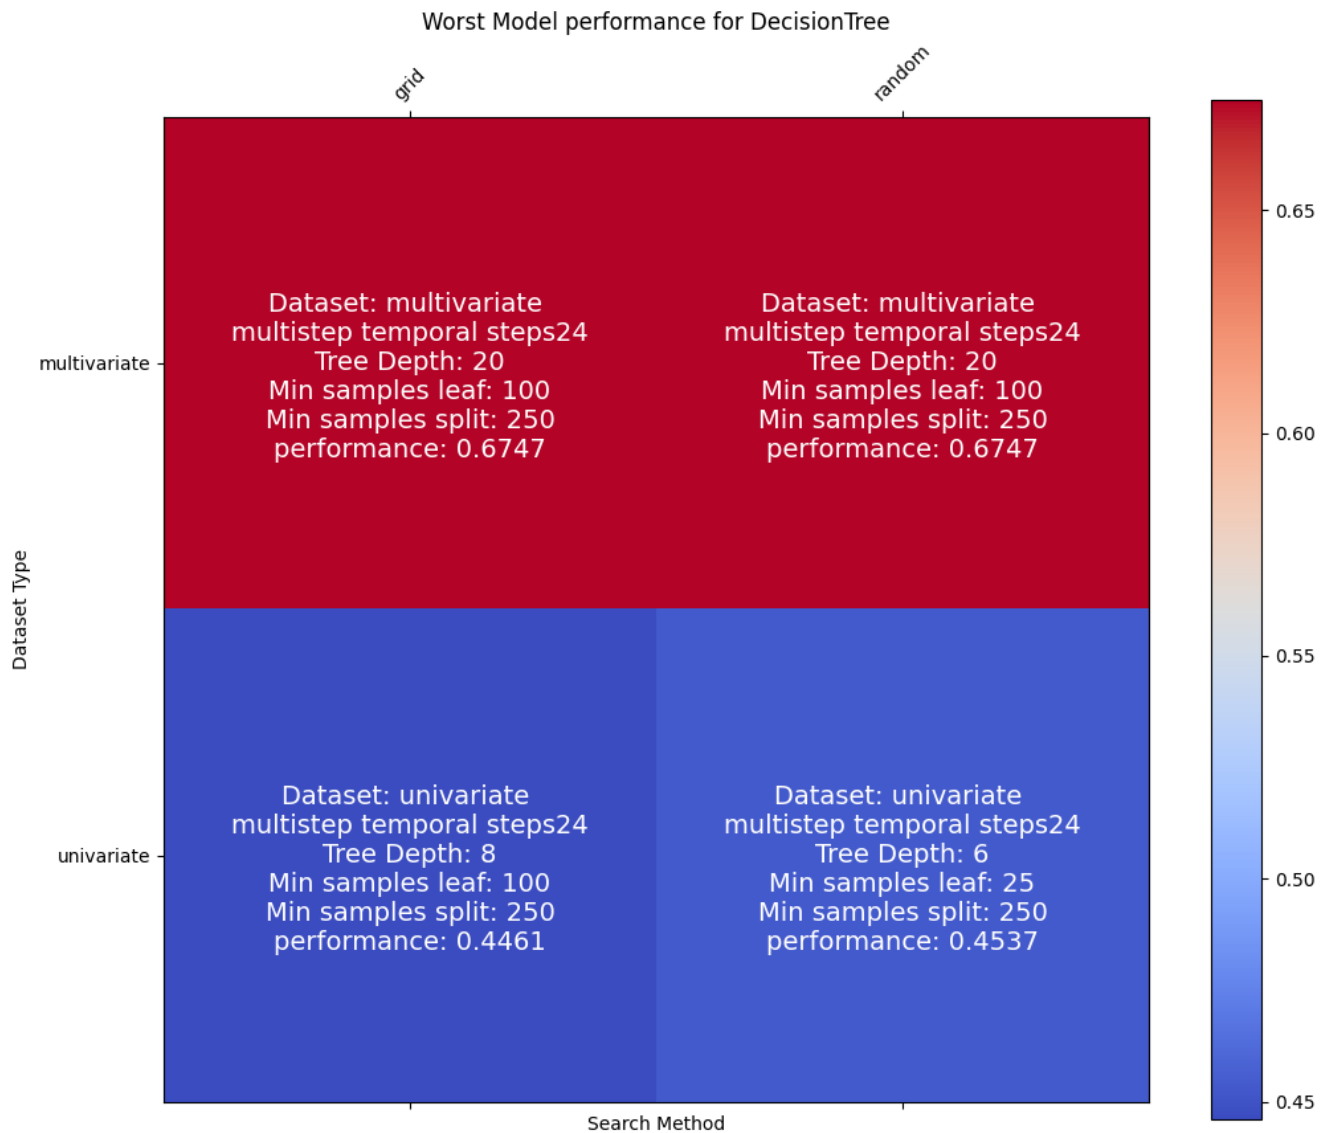 Worst Model performance for DecisionTree
grid
random
Dataset: multivariate
multistep temporal steps24
Tree Depth: 20
Min samples leaf: 100
Min samples split: 250
performance: 0.6747
Dataset: multivariate
multistep temporal steps24
Tree Depth: 20
Min samples leaf: 100
Min samples split: 250
performance: 0.6747
multivariate
Dataset Type
Dataset: univariate
multistep temporal steps24
Tree Depth: 8
Min samples leaf: 100
Min samples split: 250
performance: 0.4461
Dataset: univariate
multistep temporal steps24
Tree Depth: 6
Min samples leaf: 25
Min samples split: 250
performance: 0.4537
univariate
Search Method
0.65
0.60
0.55
0.50
0.45